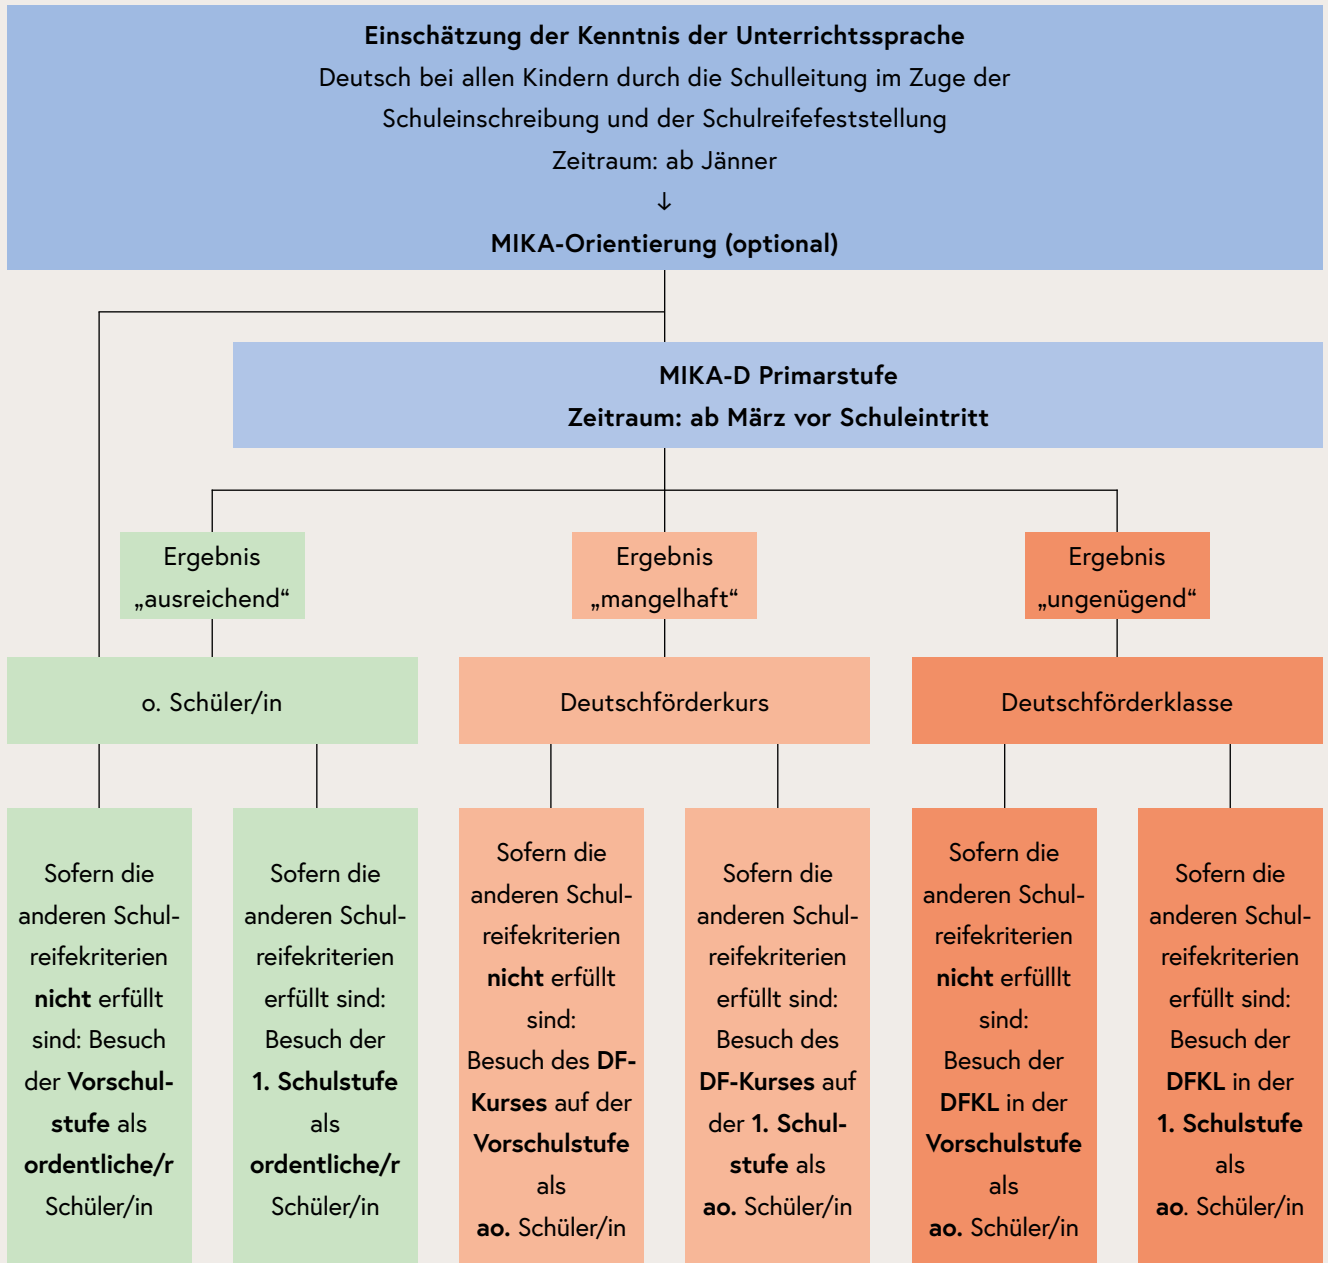 Einschätzung der Kenntnis der Unterrichtssprache
Deutsch bei allen Kindern durch die Schulleitung im Zuge der
Schuleinschreibung und der Schulreifefeststellung
Zeitraum: ab Jänner
↓
MIKA-Orientierung (optional)
MIKA-D Primarstufe
Zeitraum: ab März vor Schuleintritt
Ergebnis
„ausreichend“
Ergebnis
„mangelhaft“
Ergebnis
„ungenügend“
o. Schüler/in
Deutschförderkurs
Deutschförderklasse
Sofern die
anderen Schul-
reifekriterien
nicht erfüllt
sind: Besuch
der Vorschul-
stufe als
ordentliche/r
Schüler/in
Sofern die
anderen Schul-
reifekriterien
erfüllt sind:
Besuch der
1. Schulstufe
als
ordentliche/r
Schüler/in
Sofern die
anderen Schul-
reifekriterien
nicht erfüllt
sind:
Besuch des DF-
Kurses auf der
Vorschulstufe
als
ao. Schüler/in
Sofern die
anderen Schul-
reifekriterien
erfüllt sind:
Besuch des
DF-Kurses auf
der 1. Schul-
stufe als
ao. Schüler/in
Sofern die
anderen Schul-
reifekriterien
nicht erfülllt
sind:
Besuch der
DFKL in der
Vorschulstufe
als
ao. Schüler/in
Sofern die
anderen Schul-
reifekriterien
erfüllt sind:
Besuch der
DFKL in der
1. Schulstufe
als
ao. Schüler/in